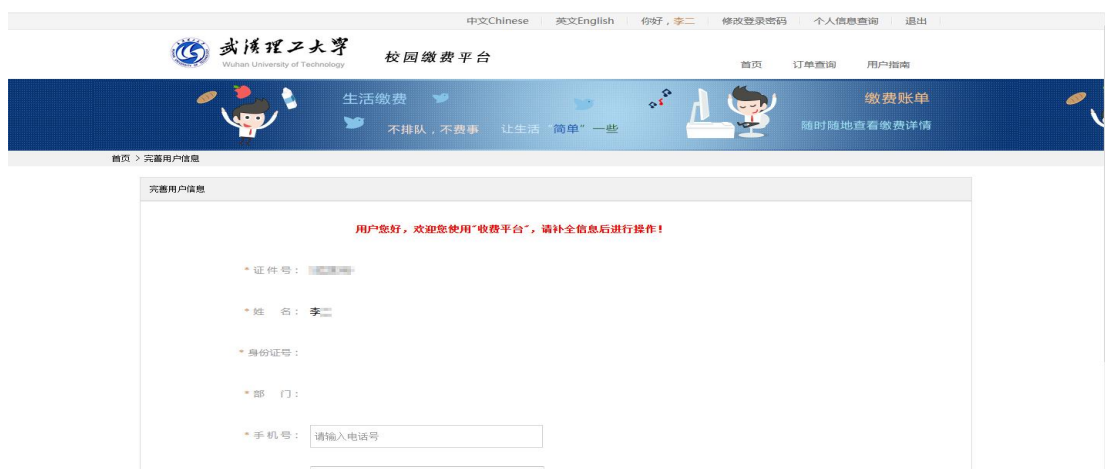 中文Chinese 英文English 你好，李二 修改登录密码 个人信息查询 退出
武汉理工大学 校园缴费平台
Wuhan University of Technology
首页 订单查询 用户指南
生活缴费 缴费账单
不排队，不费事 让生活“简单”一些 随时随地查看缴费详情
首页 > 完善用户信息
完善用户信息
用户您好，欢迎您使用"收费平台"，请补全信息后进行操作！
* 证 件 号：
* 姓 名： 李二
* 身份证号：
* 部 门：
* 手 机 号： 请输入电话号